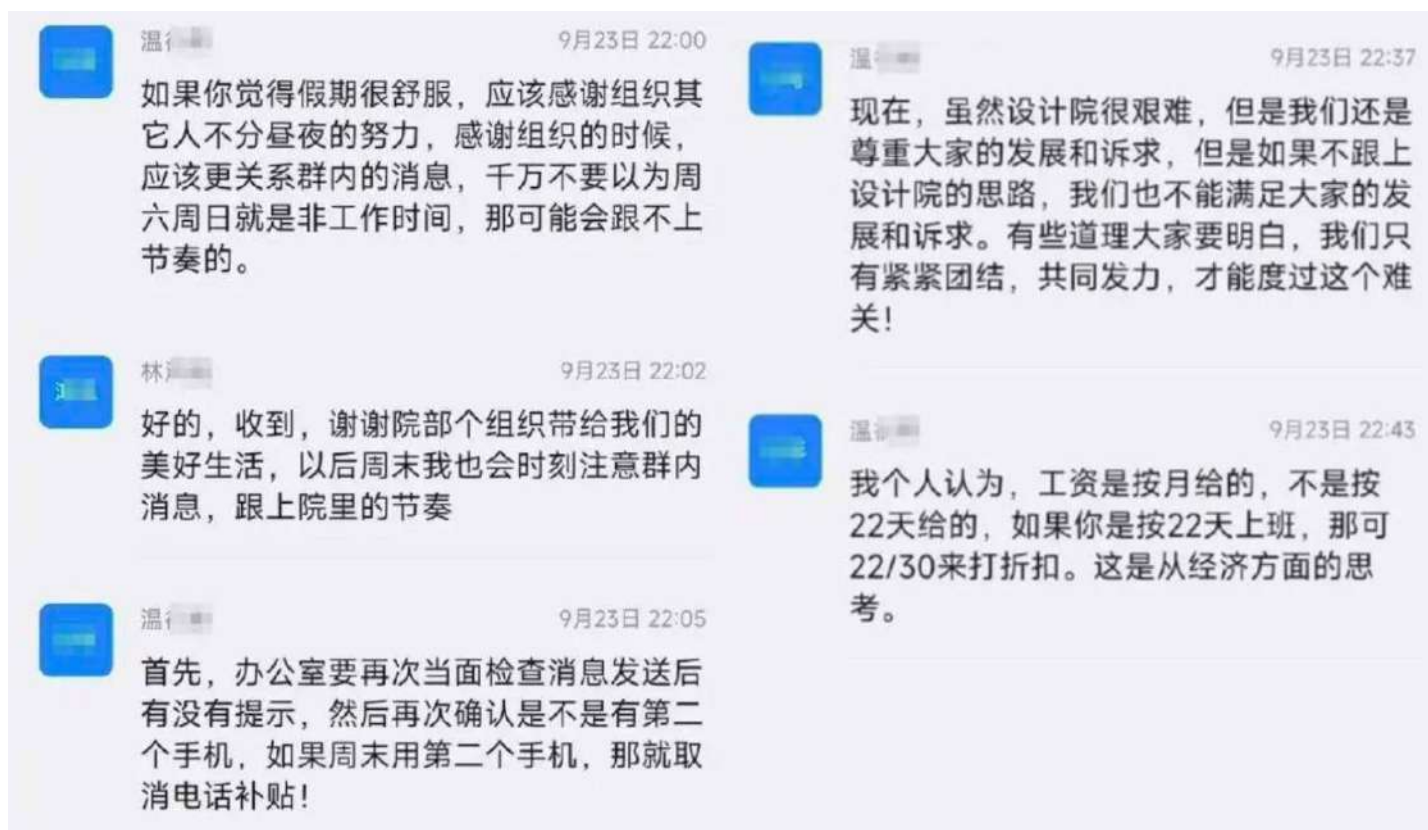 温
9月23日 22:00
如果你觉得假期很舒服，应该感谢组织其
它人不分昼夜的努力，感谢组织的时候，
应该更关系群内的消息，千万不要以为周
六周日就是非工作时间，那可能会跟不上
节奏的。
林
9月23日 22:02
好的，收到，谢谢院部个组织带给我们的
美好生活，以后周末我也会时刻注意群内
消息，跟上院里的节奏
温
9月23日 22:05
首先，办公室要再次当面检查消息发送后
有没有提示，然后再次确认是不是有第二
个手机，如果周末用第二个手机，那就取
消电话补贴！
温
9月23日 22:37
现在，虽然设计院很艰难，但是我们还是
尊重大家的发展和诉求，但是如果不跟上
设计院的思路，我们也不能满足大家的发
展和诉求。有些道理大家要明白，我们只
有紧紧团结，共同发力，才能度过这个难
关！
温
9月23日 22:43
我个人认为，工资是按月给的，不是按
22天给的，如果你是按22天上班，那可
22/30来打折扣。这是从经济方面的思
考。